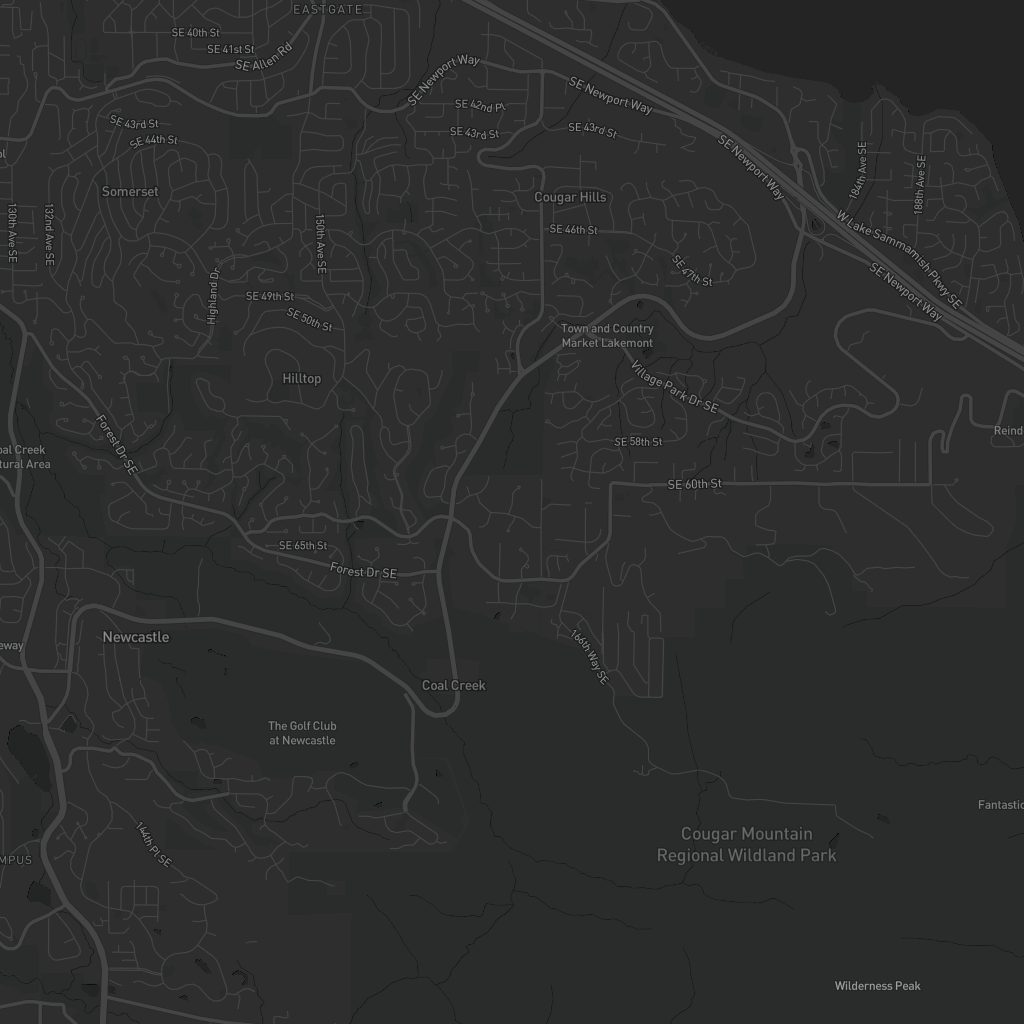 EASTGATE
SE 40th St
SE 41st St
SE Allen Rd
SE Newport Way
SE Newport Way
SE 42nd Pl
SE 43rd St
SE 43rd St
SE 43rd St
SE 44th St
SE Newport Way
184th Ave SE
188th Ave SE
Somerset
Cougar Hills
130th Ave SE
132nd Ave SE
150th Ave SE
SE 46th St
W Lake Sammamish Pkwy SE
SE 47th St
SE Newport Way
Highland Dr
SE 49th St
SE 50th St
Town and Country
Market Lakemont
Hilltop
Village Park Dr SE
Forest Dr SE
Reind
oal Creek
tural Area
SE 58th St
SE 60th St
SE 65th St
Forest Dr SE
Newcastle
eway
166th Way SE
Coal Creek
The Golf Club
at Newcastle
Fantastic
144th Pl SE
Cougar Mountain
Regional Wildland Park
MPUS
Wilderness Peak